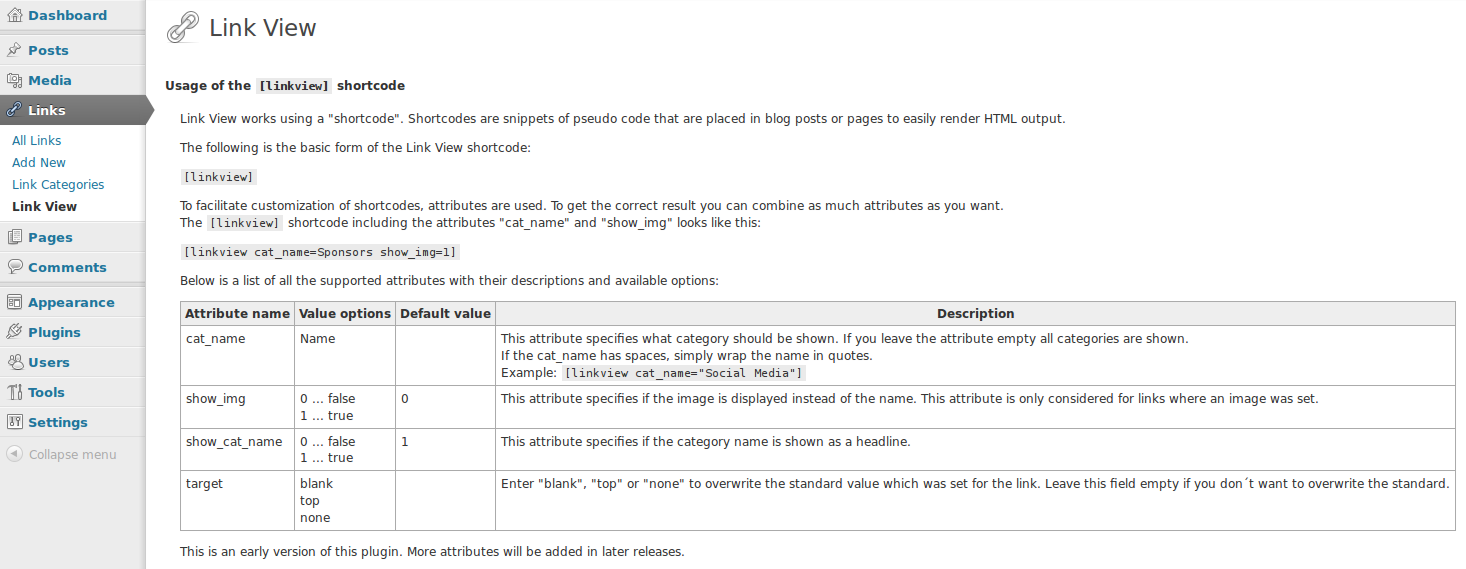 Dashboard
Posts
Media
Links
All Links
Add New
Link Categories
Link View
Pages
Comments
Appearance
Plugins
Users
Tools
Settings
Collapse menu
Link View
Usage of the [linkview] shortcode
Link View works using a "shortcode". Shortcodes are snippets of pseudo code that are placed in blog posts or pages to easily render HTML output.
The following is the basic form of the Link View shortcode:
[linkview]
To facilitate customization of shortcodes, attributes are used. To get the correct result you can combine as much attributes as you want.
The [linkview] shortcode including the attributes "cat_name" and "show_img" looks like this:
[linkview cat_name=Sponsors show_img=1]
Below is a list of all the supported attributes with their descriptions and available options:
Attribute name Value options Default value Description
cat_name Name This attribute specifies what category should be shown. If you leave the attribute empty all categories are shown.
If the cat_name has spaces, simply wrap the name in quotes.
Example: [linkview cat_name="Social Media"]
show_img 0 ... false 0 This attribute specifies if the image is displayed instead of the name. This attribute is only considered for links where an image was set.
1 ... true
show_cat_name 0 ... false 1 This attribute specifies if the category name is shown as a headline.
1 ... true
target blank Enter "blank", "top" or "none" to overwrite the standard value which was set for the link. Leave this field empty if you don´t want to overwrite the standard.
top
none
This is an early version of this plugin. More attributes will be added in later releases.